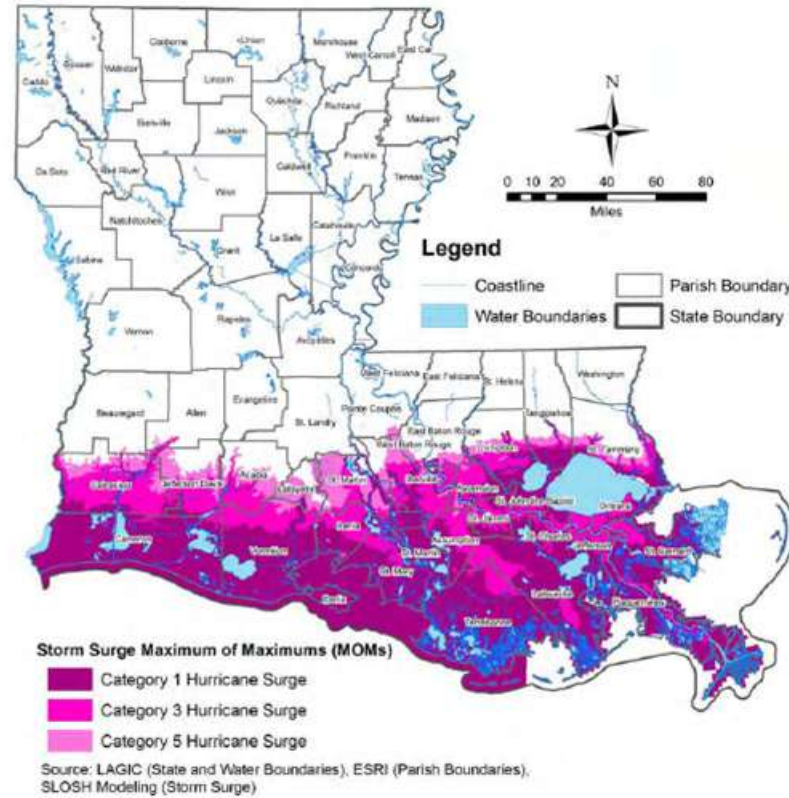 Claiborne
Union
Morehouse
West Carroll
East Car
Bossier
Webster
Caddo
Lincoln
Ouachita
Richland
Madison
Bienville
Jackson
Franklin
De Soto
Red River
Caldwell
Tensas
Winn
Natchitoches
Catahoula
La Salle
Sabine
Grant
Concordia
Vernon
Rapides
Avoyelles
N
0 10 20 40 60 80
Miles
Legend
Coastline
Water Boundaries
Parish Boundary
State Boundary
West Feliciana
East Feliciana
St. Helena
Washington
Beauregard
Allen
Evangeline
St. Landry
Pointe Coupee
East Baton Rouge
West Baton Rouge
Tangipahoa
St. Tammany
Livingston
Calcasieu
Jefferson Davis
Acadia
Lafayette
St. Martin
Iberville
Ascension
St. John the Baptist
Orleans
St. James
Cameron
Vermilion
Iberia
Assumption
St. Charles
Jefferson
St. Bernard
St. Martin
St. Mary
Iberia
Lafourche
Plaquemines
Terrebonne
Storm Surge Maximum of Maximums (MOMs)
Category 1 Hurricane Surge
Category 3 Hurricane Surge
Category 5 Hurricane Surge
Source: LAGIC (State and Water Boundaries), ESRI (Parish Boundaries),
SLOSH Modeling (Storm Surge)